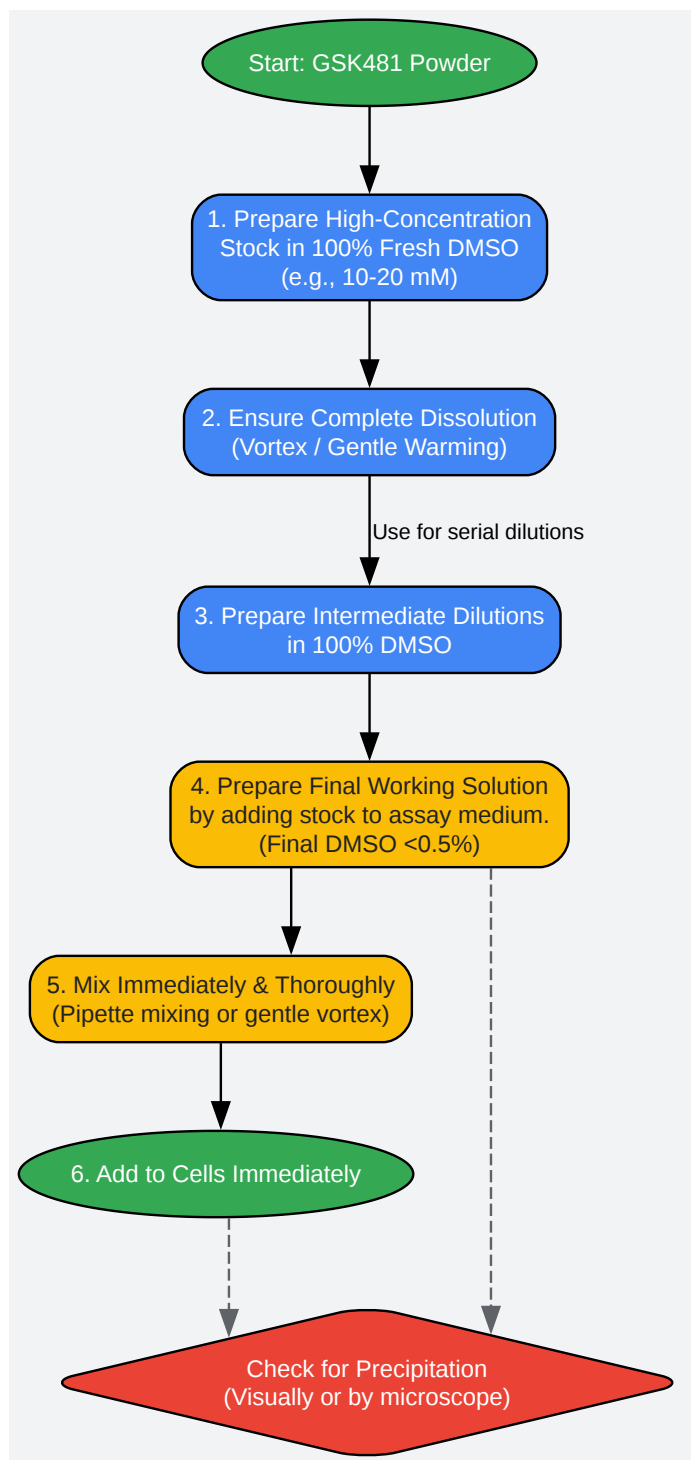 Start: GSK481 Powder
1. Prepare High-Concentration
Stock in 100% Fresh DMSO
(e.g., 10-20 mM)
2. Ensure Complete Dissolution
(Vortex / Gentle Warming)
Use for serial dilutions
3. Prepare Intermediate Dilutions
in 100% DMSO
4. Prepare Final Working Solution
by adding stock to assay medium.
(Final DMSO <0.5%)
5. Mix Immediately & Thoroughly
(Pipette mixing or gentle vortex)
6. Add to Cells Immediately
Check for Precipitation
(Visually or by microscope)